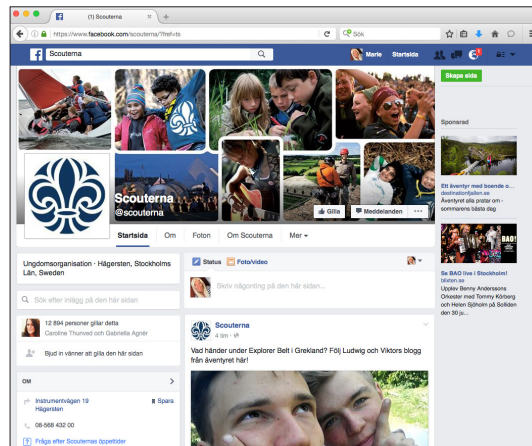 (1) Scouterna
https://www.facebook.com/scouterna/?fref=ts
Sök
Scouterna
Marie Startsida
Skapa sida
Scouterna
@scouterna
Gilla Meddelanden
Startsida Om Foton Om Scouterna Mer
Sponsrad
Ett äventyr med boende o...
destinationfjallen.se
Äventyret alla pratar om -
sommarens bästa dag
BAO!
Se BAO live i Stockholm!
blixten.se
Upplev Benny Anderssons
Orkester med Tommy Körberg
och Helen Sjöholm på Solliden
den 30 ju...
Ungdomsorganisation · Hägersten, Stockholms
Län, Sweden
Sök efter inlägg på den här sidan
12 894 personer gillar detta
Caroline Thunved och Gabriella Agnér
Bjud in vänner att gilla den här sidan
OM
Instrumentvägen 19
Hägersten
Spara
08-568 432 00
Fråga efter Scouternas öppettider
Status Foto/video
Skriv någonting på den här sidan...
Scouterna
4 tim ·
Vad händer under Explorer Belt i Grekland? Följ Ludwig och Viktors blogg
från äventyret här!